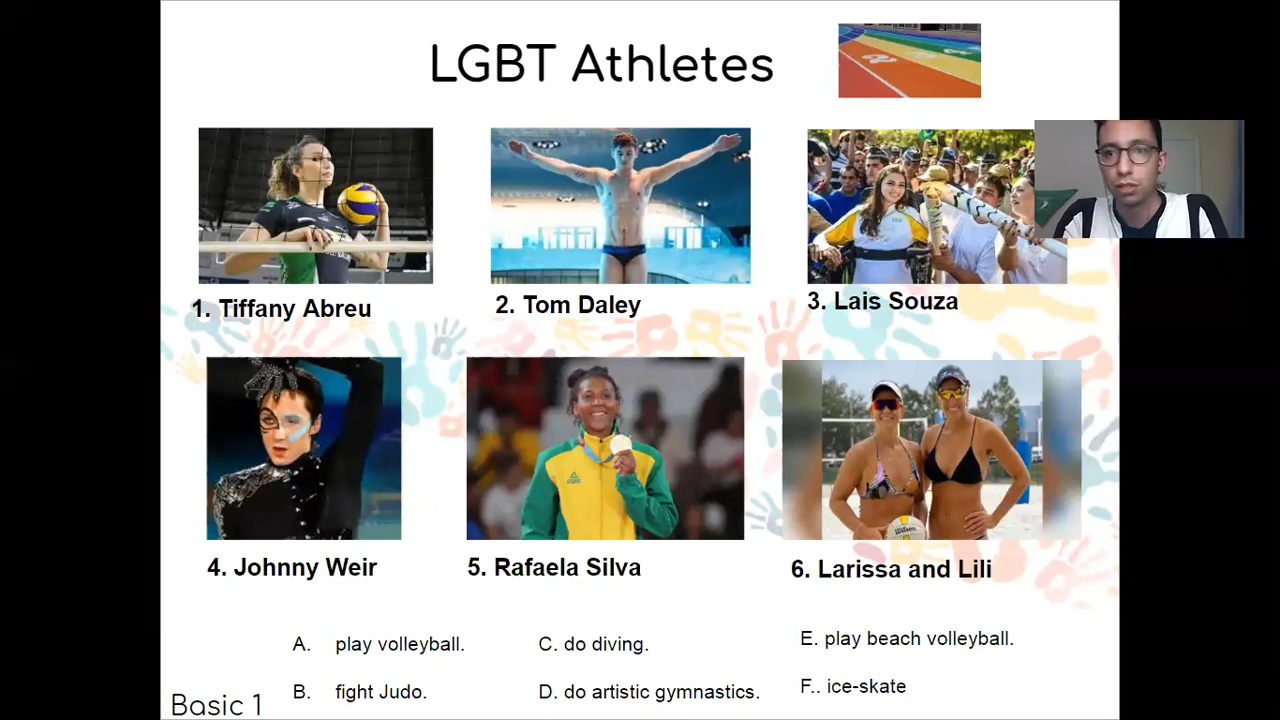 LGBT Athletes
1. Tiffany Abreu
2. Tom Daley
3. Lais Souza
4. Johnny Weir
5. Rafaela Silva
6. Larissa and Lili
A. play volleyball.
C. do diving.
E. play beach volleyball.
B. fight Judo.
D. do artistic gymnastics.
F.. ice-skate
Basic 1